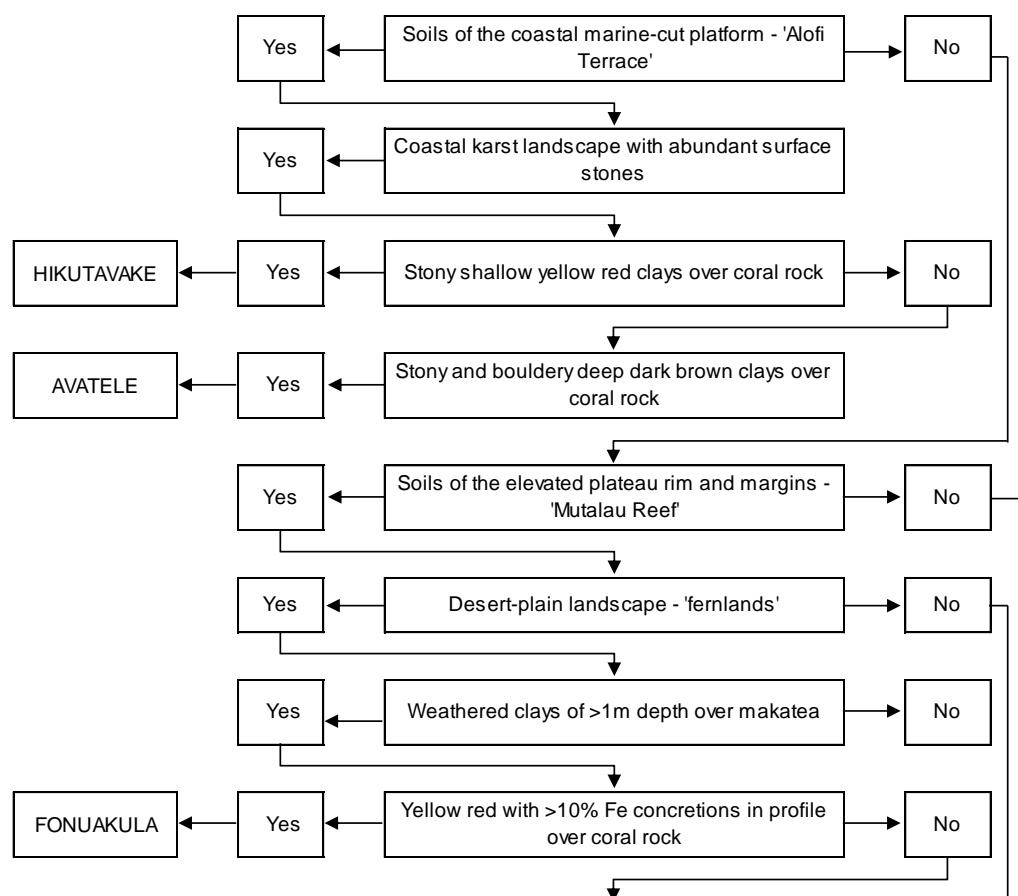 Yes
Soils of the coastal marine-cut platform - 'Alofi
Terrace'
No
Yes
Coastal karst landscape with abundant surface
stones
HIKUTAVAKE
Yes
Stony shallow yellow red clays over coral rock
No
AVATELE
Yes
Stony and bouldery deep dark brown clays over
coral rock
Yes
Soils of the elevated plateau rim and margins -
'Mutalau Reef'
No
Yes
Desert-plain landscape - 'fernlands'
No
Yes
Weathered clays of >1m depth over makatea
No
FONUAKULA
Yes
Yellow red with >10% Fe concretions in profile
over coral rock
No